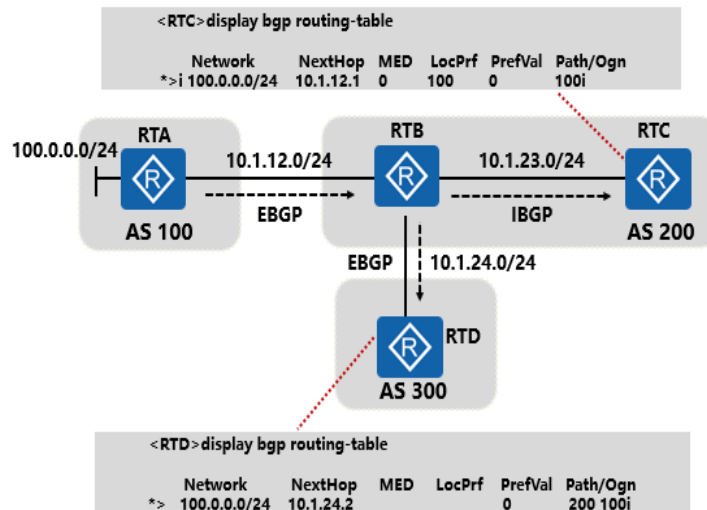 <RTC>display bgp routing-table
Network NextHop MED LocPrf PrefVal Path/Ogn
*>i 100.0.0.0/24 10.1.12.1 0 100 0 100i
RTA RTB RTC
100.0.0.0/24 10.1.12.0/24 10.1.23.0/24
R R R
EBGP IBGP
AS 100 AS 200
EBGP 10.1.24.0/24
R RTD
AS 300
<RTD>display bgp routing-table
Network NextHop MED LocPrf PrefVal Path/Ogn
*> 100.0.0.0/24 10.1.24.2 0 200 100i